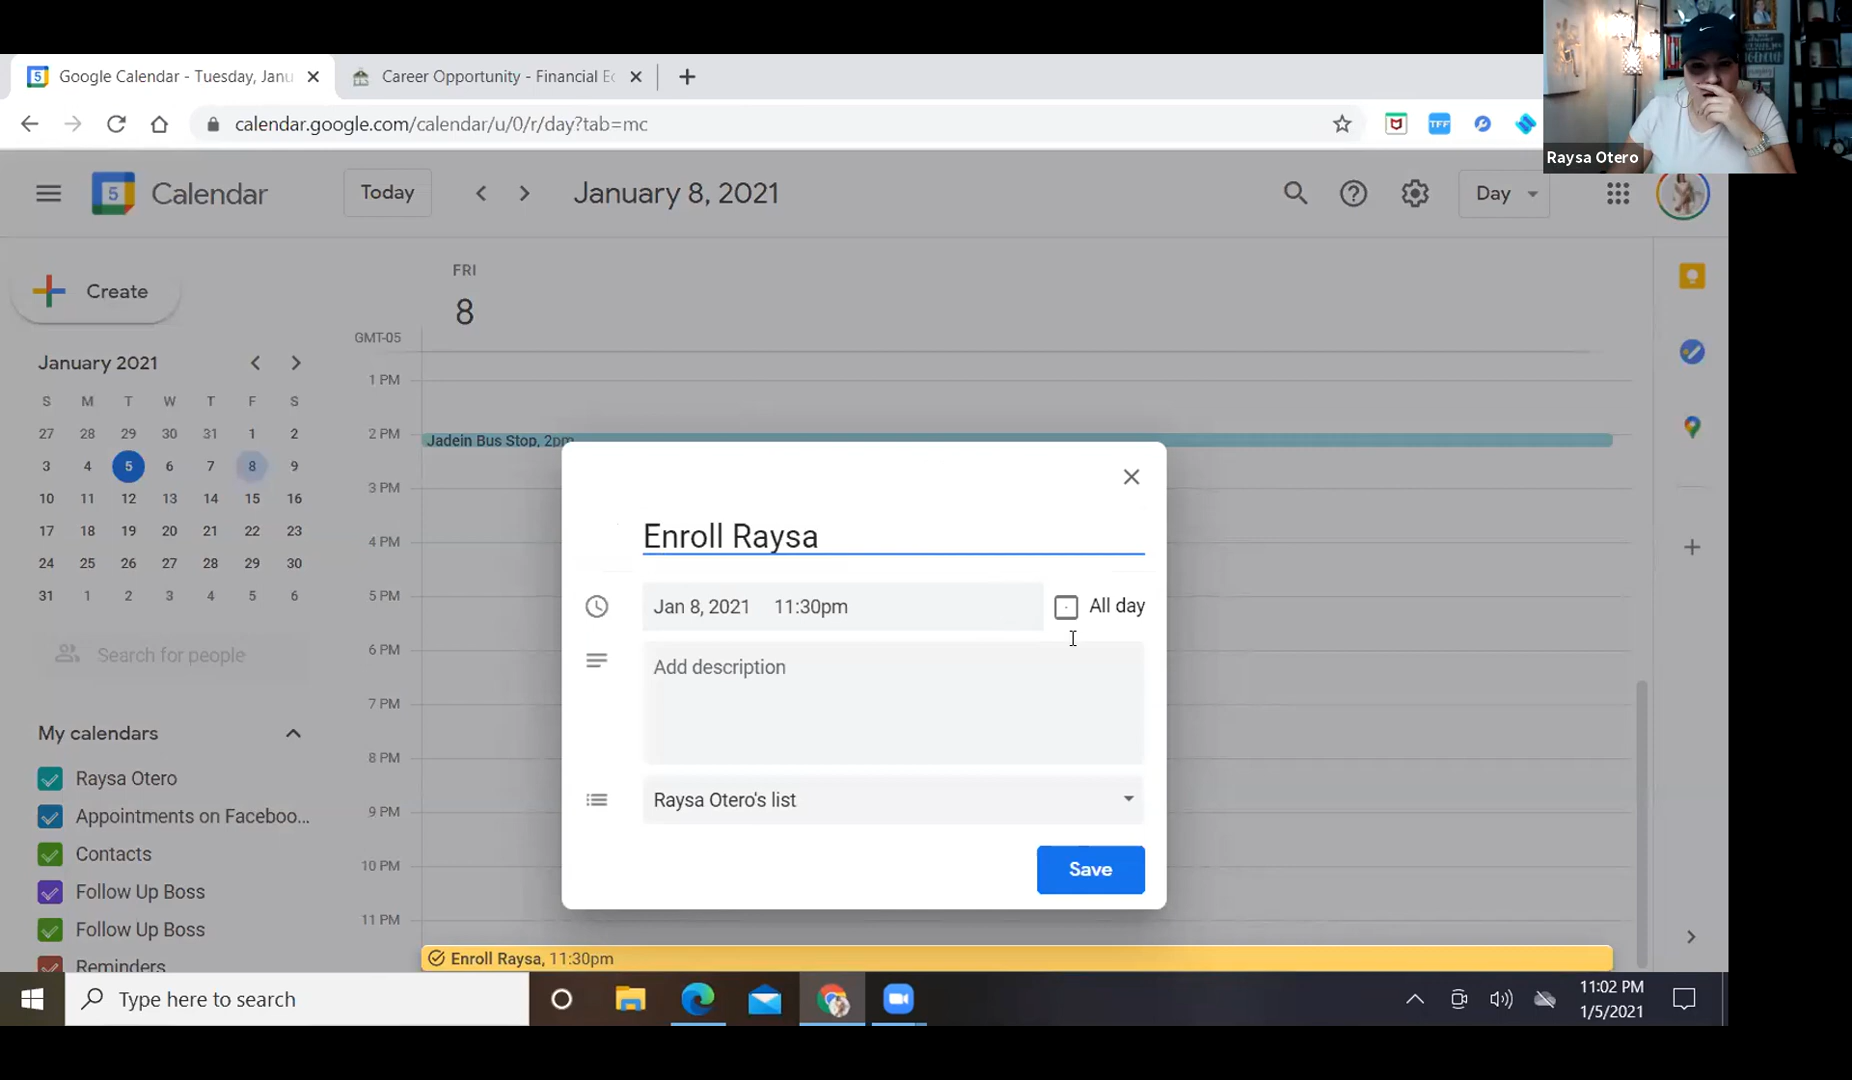 Google Calendar - Tuesday, Janu
Career Opportunity - Financial Ec
calendar.google.com/calendar/u/0/r/day?tab=mc
TFF
Raysa Otero
5 Calendar
Today
January 8, 2021
Day
Create
FRI
8
GMT-05
January 2021
S M T W T F S
27 28 29 30 31 1 2
3 4 5 6 7 8 9
10 11 12 13 14 15 16
17 18 19 20 21 22 23
24 25 26 27 28 29 30
31 1 2 3 4 5 6
Search for people
My calendars
Raysa Otero
Appointments on Faceboo...
Contacts
Follow Up Boss
Follow Up Boss
Reminders
1 PM
2 PM
Jadein Bus Stop, 2pm
3 PM
4 PM
5 PM
6 PM
7 PM
8 PM
9 PM
10 PM
11 PM
Enroll Raysa
Jan 8, 2021 11:30pm
All day
Add description
Raysa Otero's list
Save
Enroll Raysa, 11:30pm
Type here to search
11:02 PM
1/5/2021